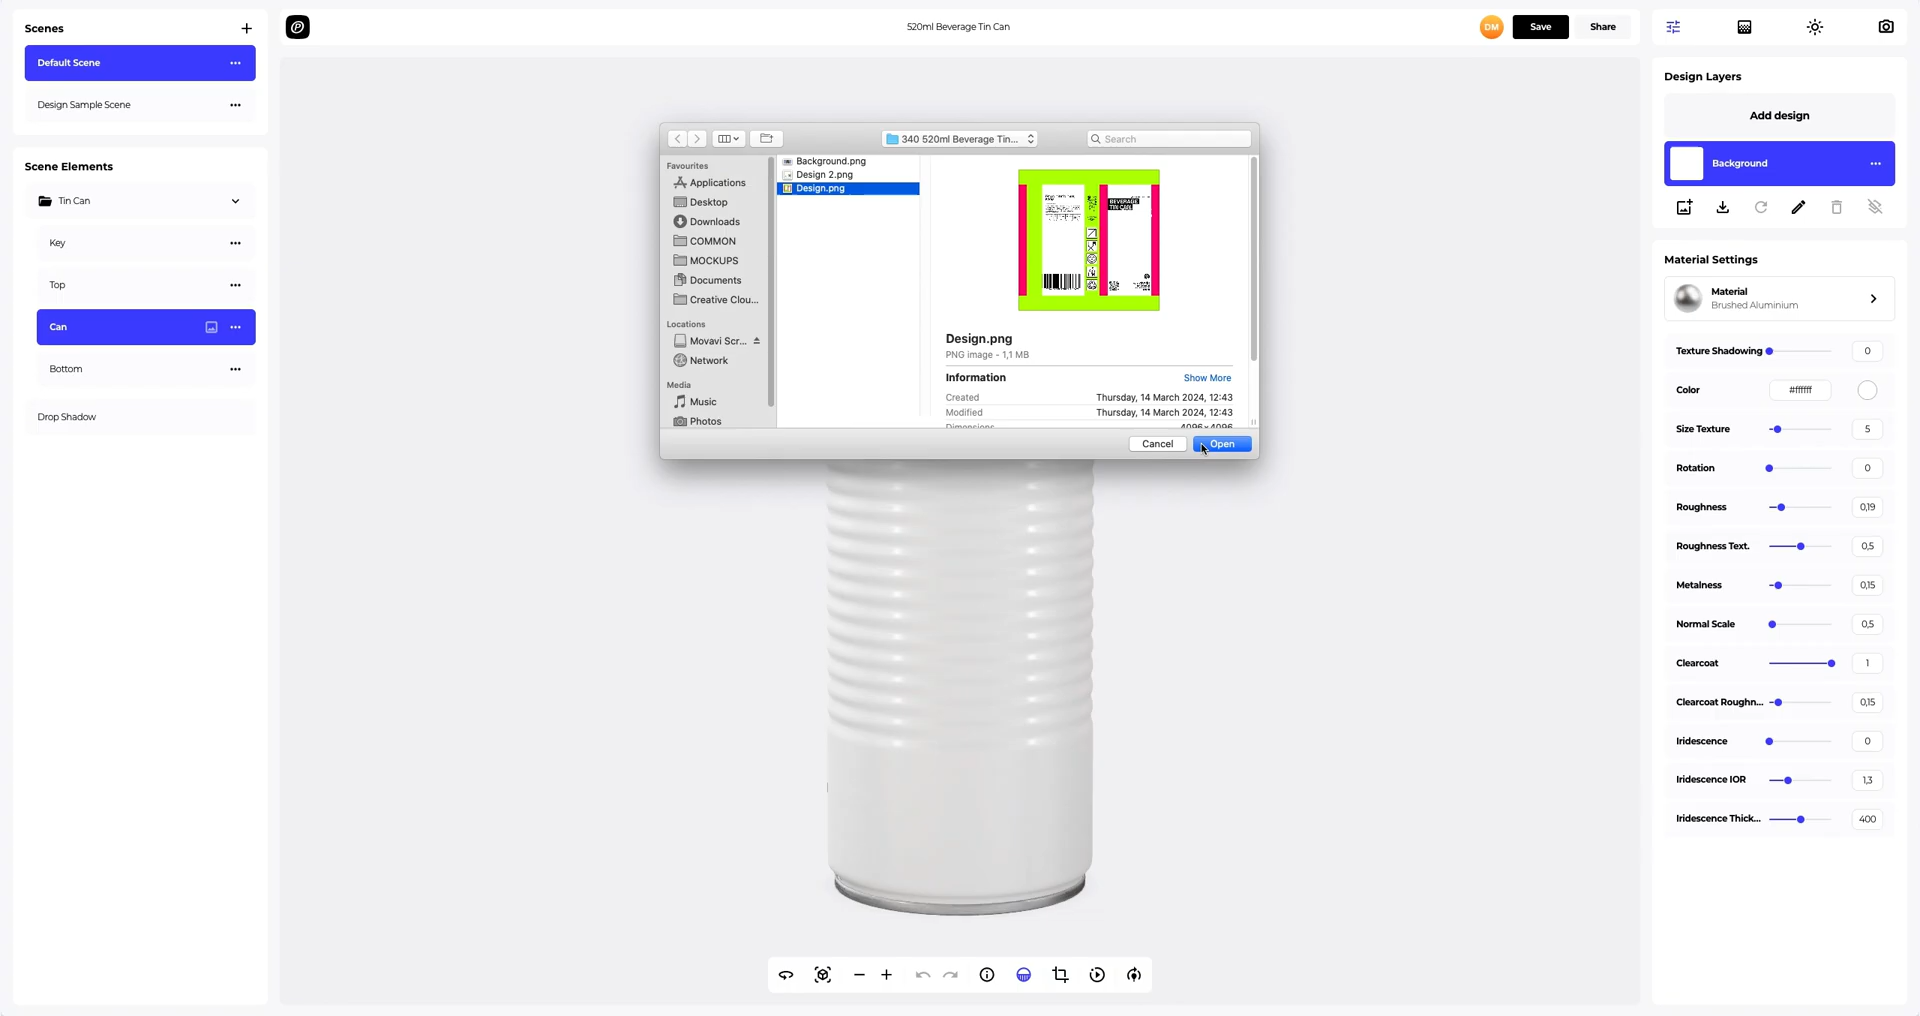 Scenes
Default Scene
Design Sample Scene
Scene Elements
Tin Can
Key
Top
Can
Bottom
Drop Shadow
520ml Beverage Tin Can
DM
Save
Share
340 520ml Beverage Tin...
Search
Favourites
Applications
Desktop
Downloads
COMMON
MOCKUPS
Documents
Creative Clou...
Locations
Movavi Scr...
Network
Media
Music
Photos
Background.png
Design 2.png
Design.png
BEVERAGE
TIN CAN
Design.png
PNG image - 1,1 MB
Information
Show More
Created
Thursday, 14 March 2024, 12:43
Modified
Thursday, 14 March 2024, 12:43
Dimensions
4096×4096
Cancel
Open
Design Layers
Add design
Background
Material Settings
Material
Brushed Aluminium
Texture Shadowing
0
Color
#ffffff
Size Texture
5
Rotation
0
Roughness
0,19
Roughness Text.
0,5
Metalness
0,15
Normal Scale
0,5
Clearcoat
1
Clearcoat Roughn...
0,15
Iridescence
0
Iridescence IOR
1,3
Iridescence Thick...
400